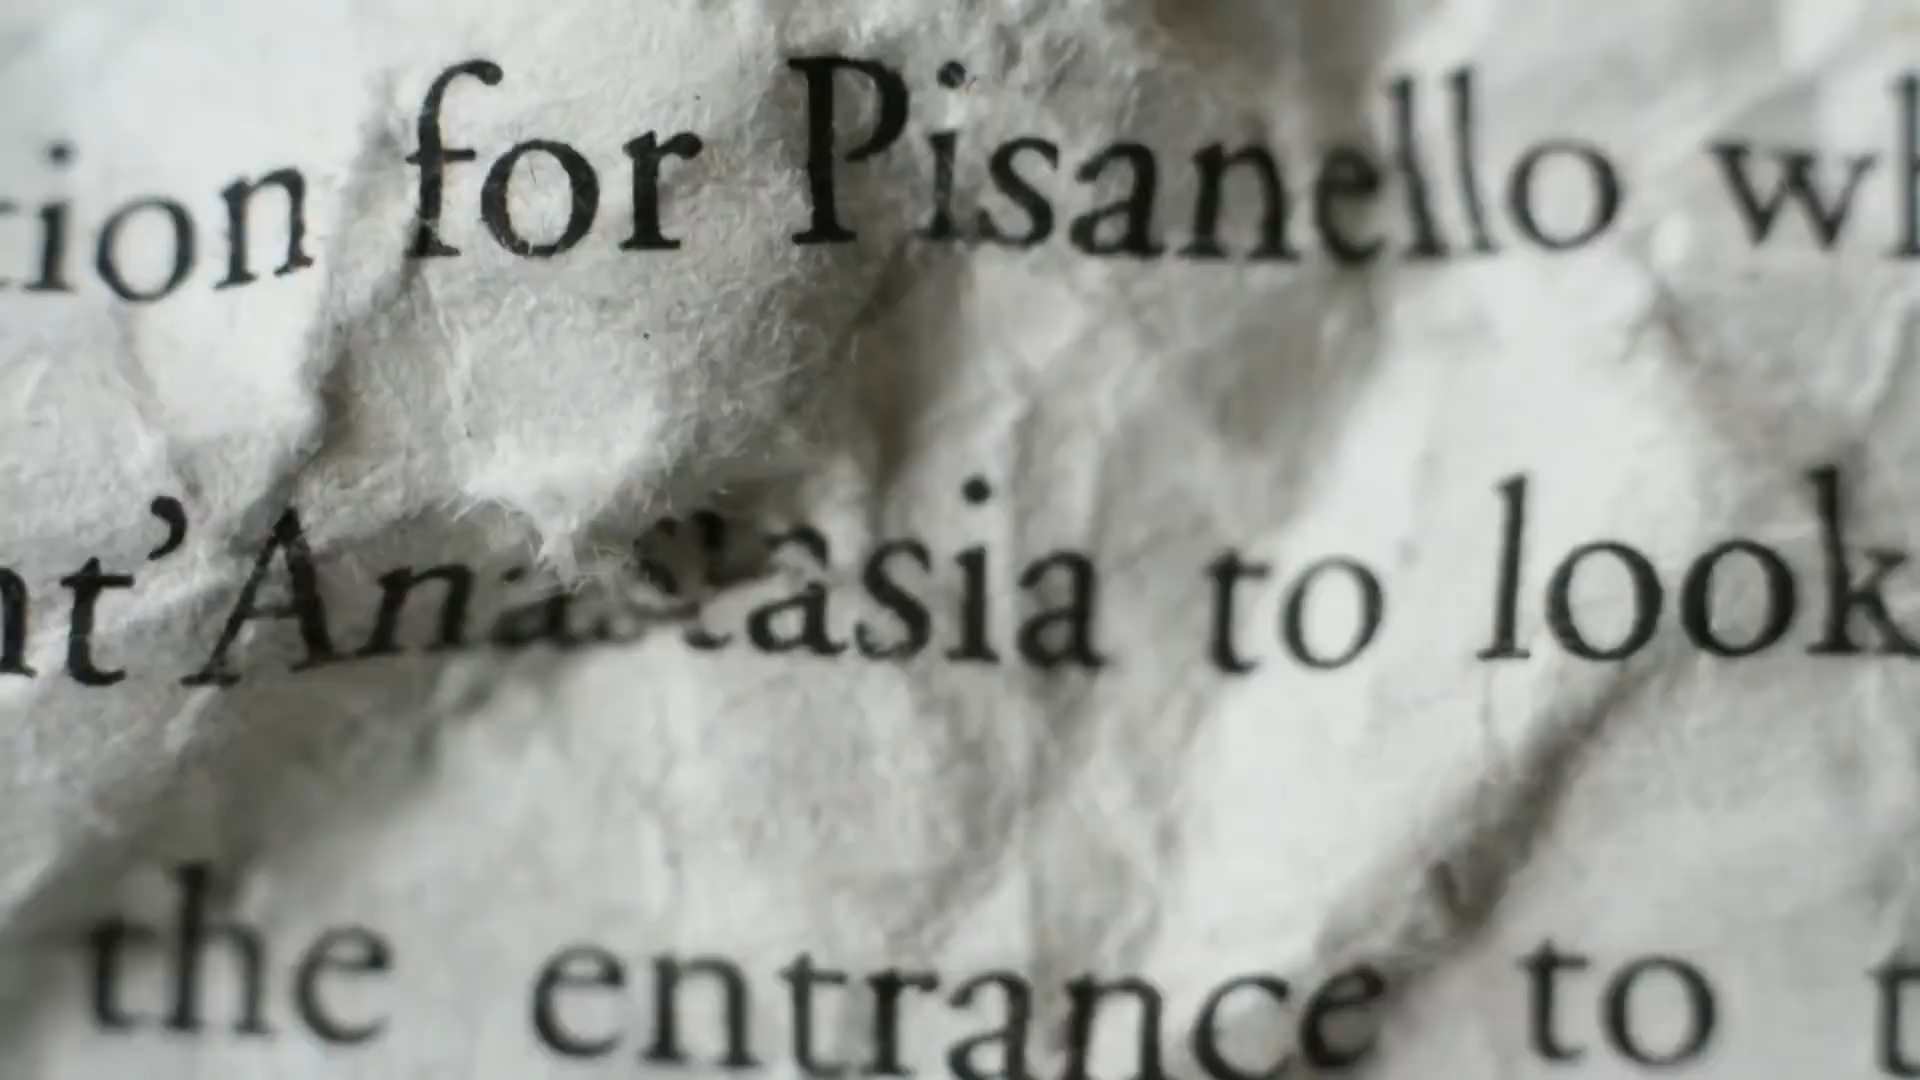 tion for Pisanello wh
nt’Anastasia to look
the entrance to t